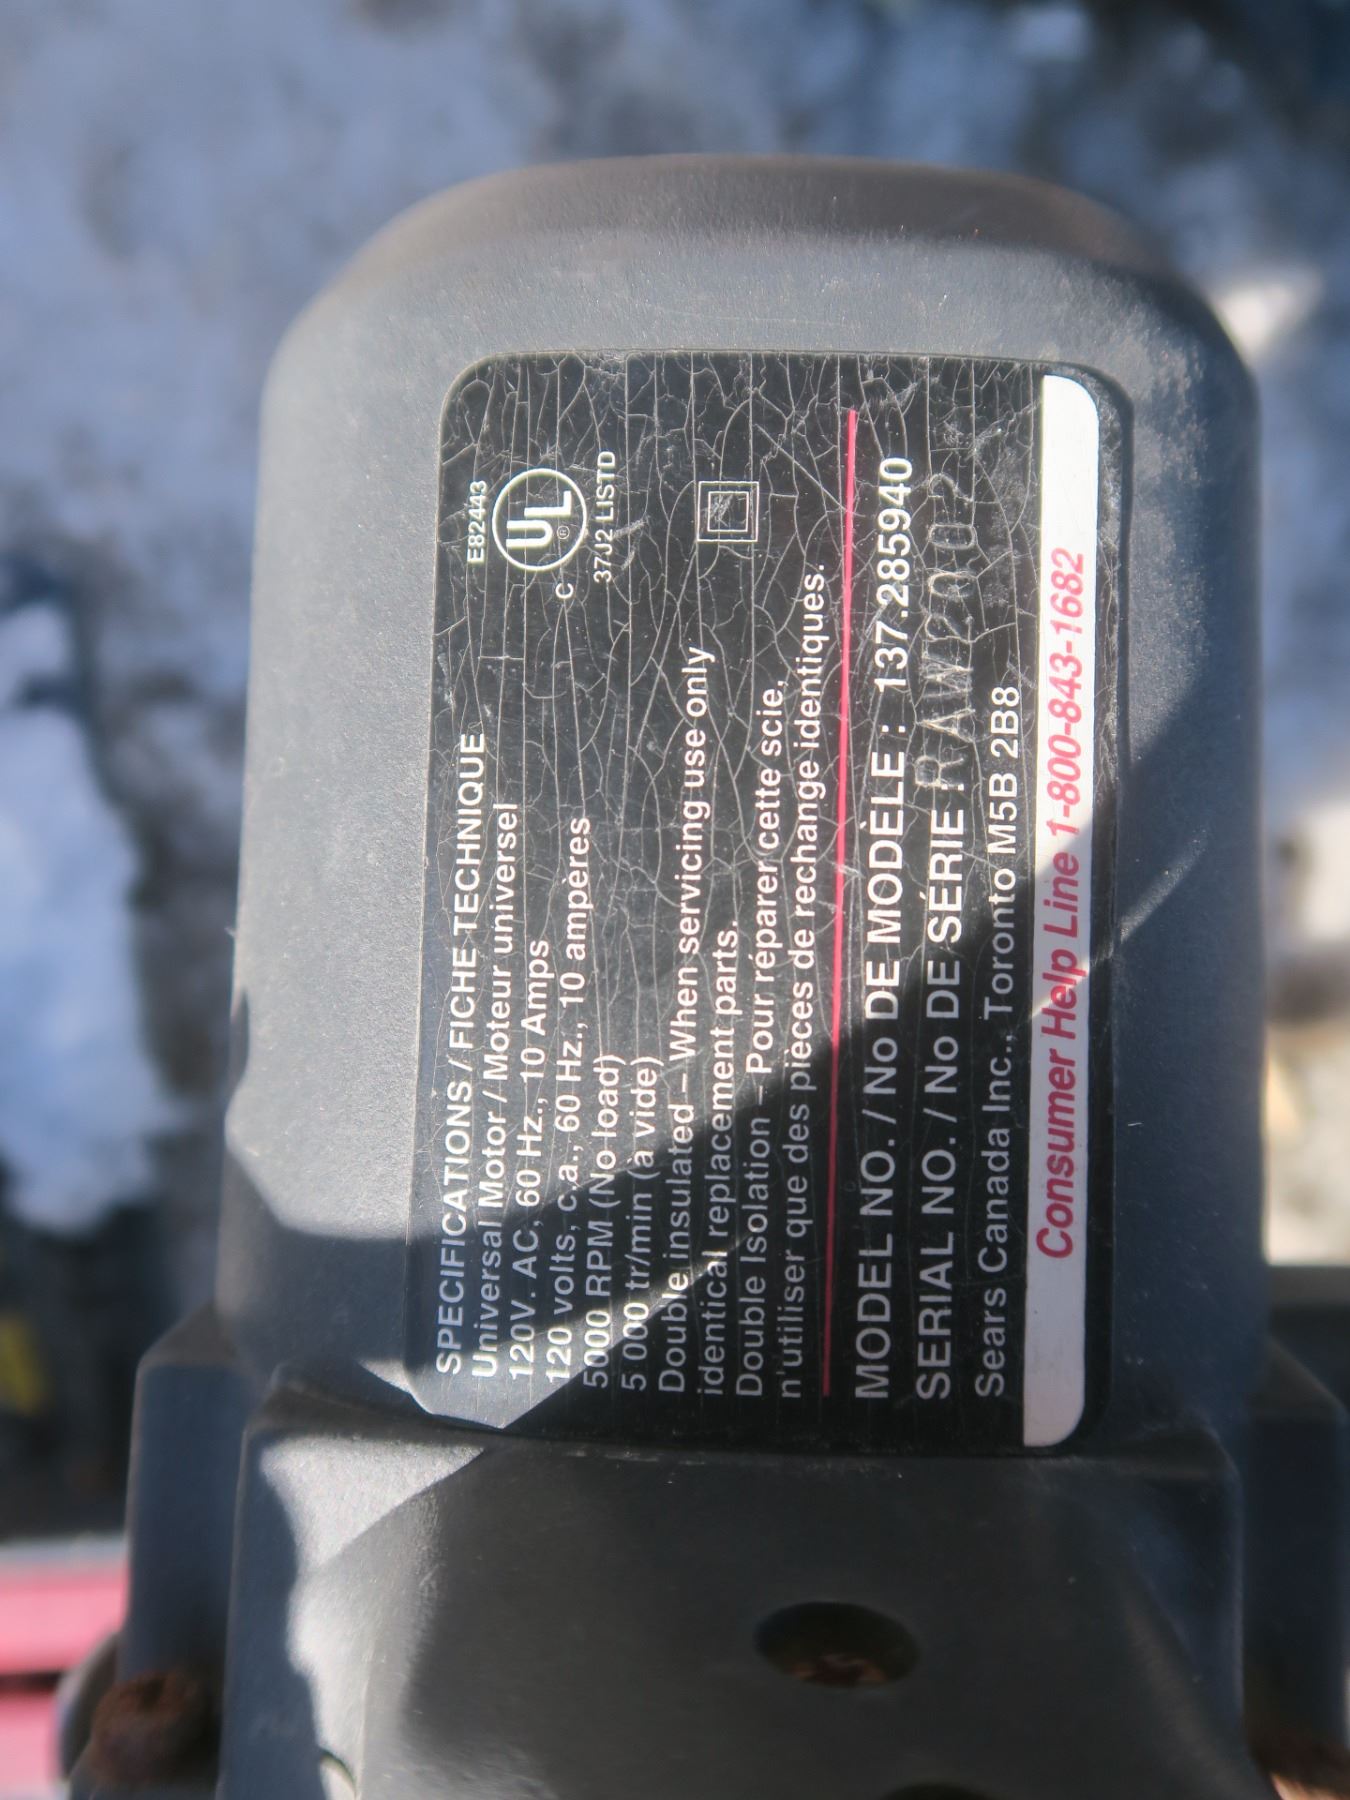 SPECIFICATIONS / FICHE TECHNIQUE
Universal Motor / Moteur universel
120V. AC, 60 Hz., 10 Amps
120 volts, c.a., 60 Hz., 10 ampères
5000 RPM (No load)
5 000 tr/min (à vide)
E82443
C UL ®
37J2 LISTD
Double insulated – When servicing use only
identical replacement parts.
Double Isolation – Pour réparer cette scie,
n'utiliser que des pièces de rechange identiques.
MODEL NO. / No DE MODÈLE : 137.285940
SERIAL NO. / No DE SÉRIE :
Sears Canada Inc., Toronto M5B 2B8
Consumer Help Line 1-800-843-1682